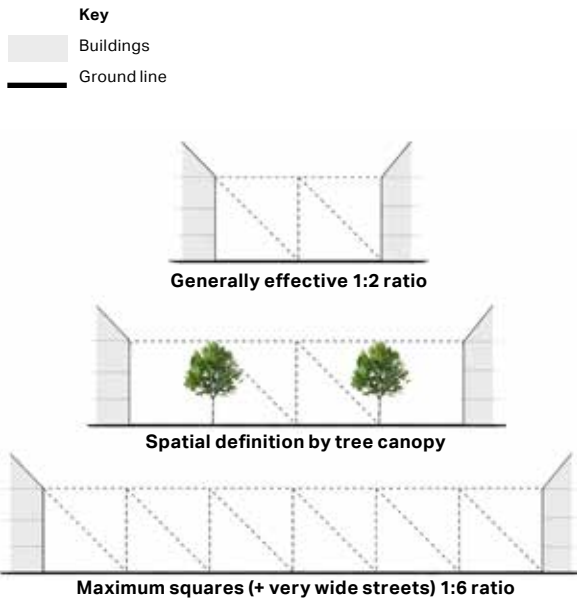 Key
Buildings
Ground line
Generally effective 1:2 ratio
Spatial definition by tree canopy
Maximum squares (+ very wide streets) 1:6 ratio